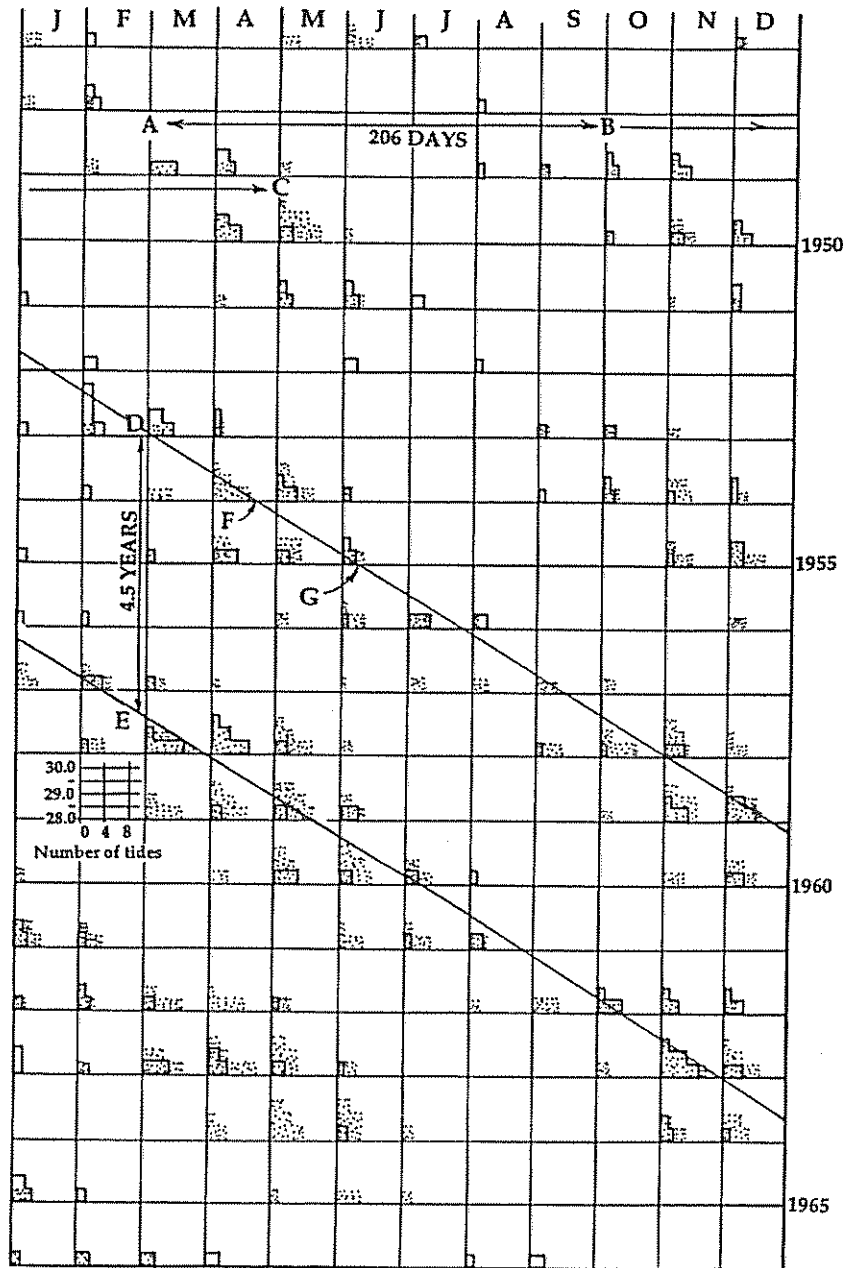 J F M A M J J A S O N D
A B
206 DAYS
C
1950
D
F
4.5 YEARS
1955
G
E
30.0
29.0
28.0
0 4 8
Number of tides
1960
1965